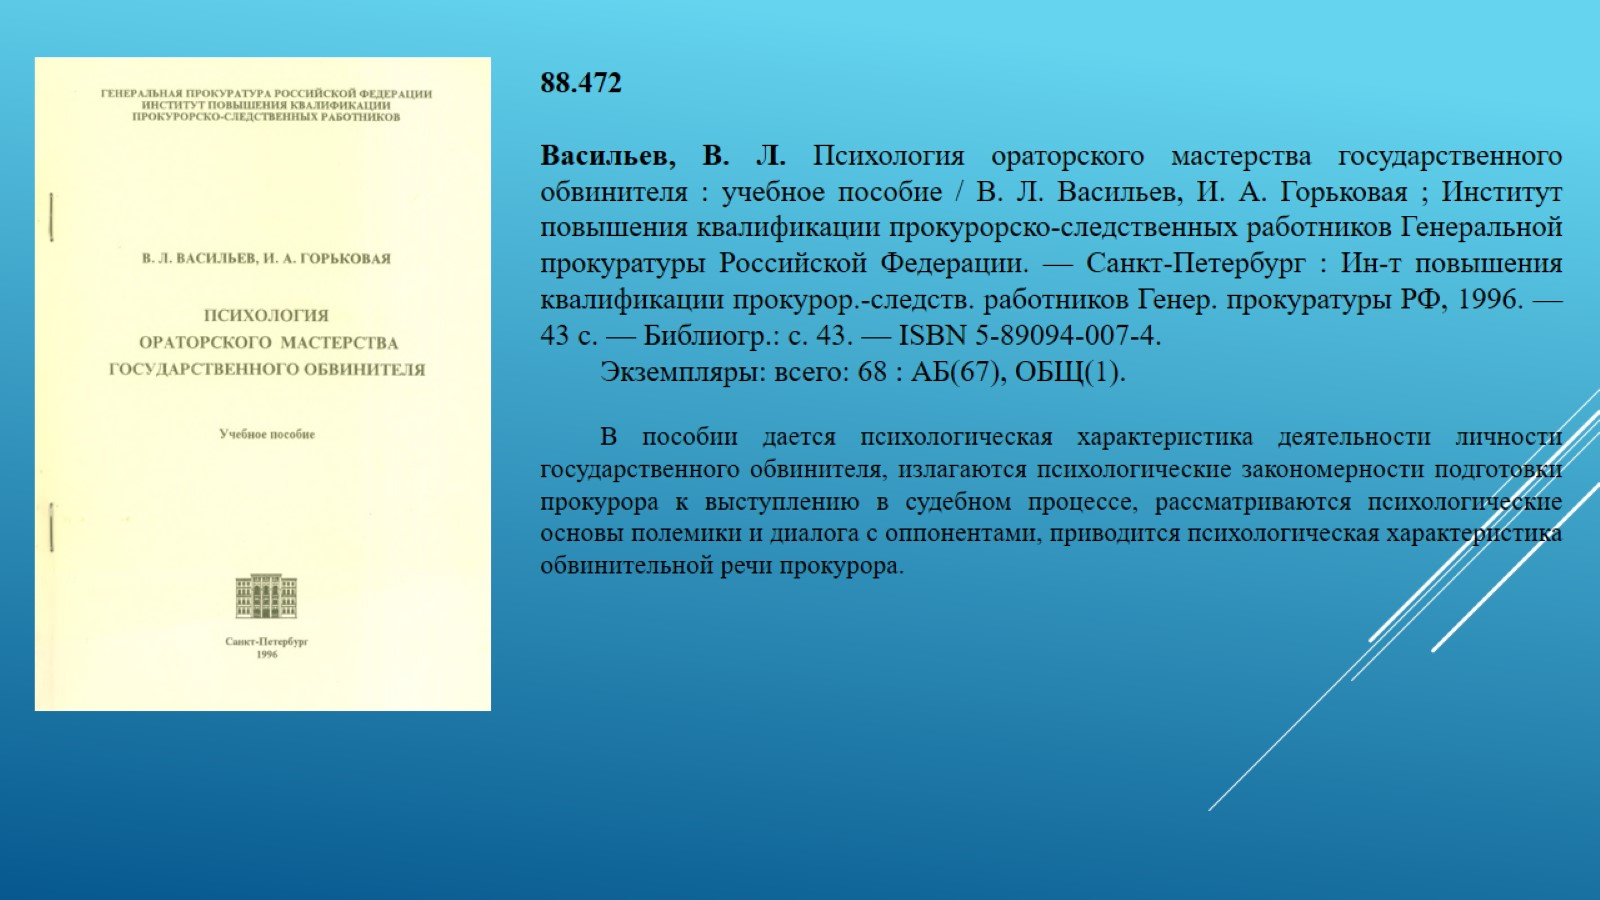 ГЕНЕРАЛЬНАЯ ПРОКУРАТУРА РОССИЙСКОЙ ФЕДЕРАЦИИ
ИНСТИТУТ ПОВЫШЕНИЯ КВАЛИФИКАЦИИ
ПРОКУРОРСКО-СЛЕДСТВЕННЫХ РАБОТНИКОВ
В. Л. ВАСИЛЬЕВ, И. А. ГОРЬКОВАЯ
ПСИХОЛОГИЯ
ОРАТОРСКОГО МАСТЕРСТВА
ГОСУДАРСТВЕННОГО ОБВИНИТЕЛЯ
Учебное пособие
Санкт-Петербург
1996
88.472
Васильев, В. Л. Психология ораторского мастерства государственного
обвинителя : учебное пособие / В. Л. Васильев, И. А. Горьковая ; Институт
повышения квалификации прокурорско-следственных работников Генеральной
прокуратуры Российской Федерации. — Санкт-Петербург : Ин-т повышения
квалификации прокурор.-следств. работников Генер. прокуратуры РФ, 1996. —
43 с. — Библиогр.: с. 43. — ISBN 5-89094-007-4.
Экземпляры: всего: 68 : АБ(67), ОБЩ(1).
В пособии дается психологическая характеристика деятельности личности
государственного обвинителя, излагаются психологические закономерности подготовки
прокурора к выступлению в судебном процессе, рассматриваются психологические
основы полемики и диалога с оппонентами, приводится психологическая характеристика
обвинительной речи прокурора.